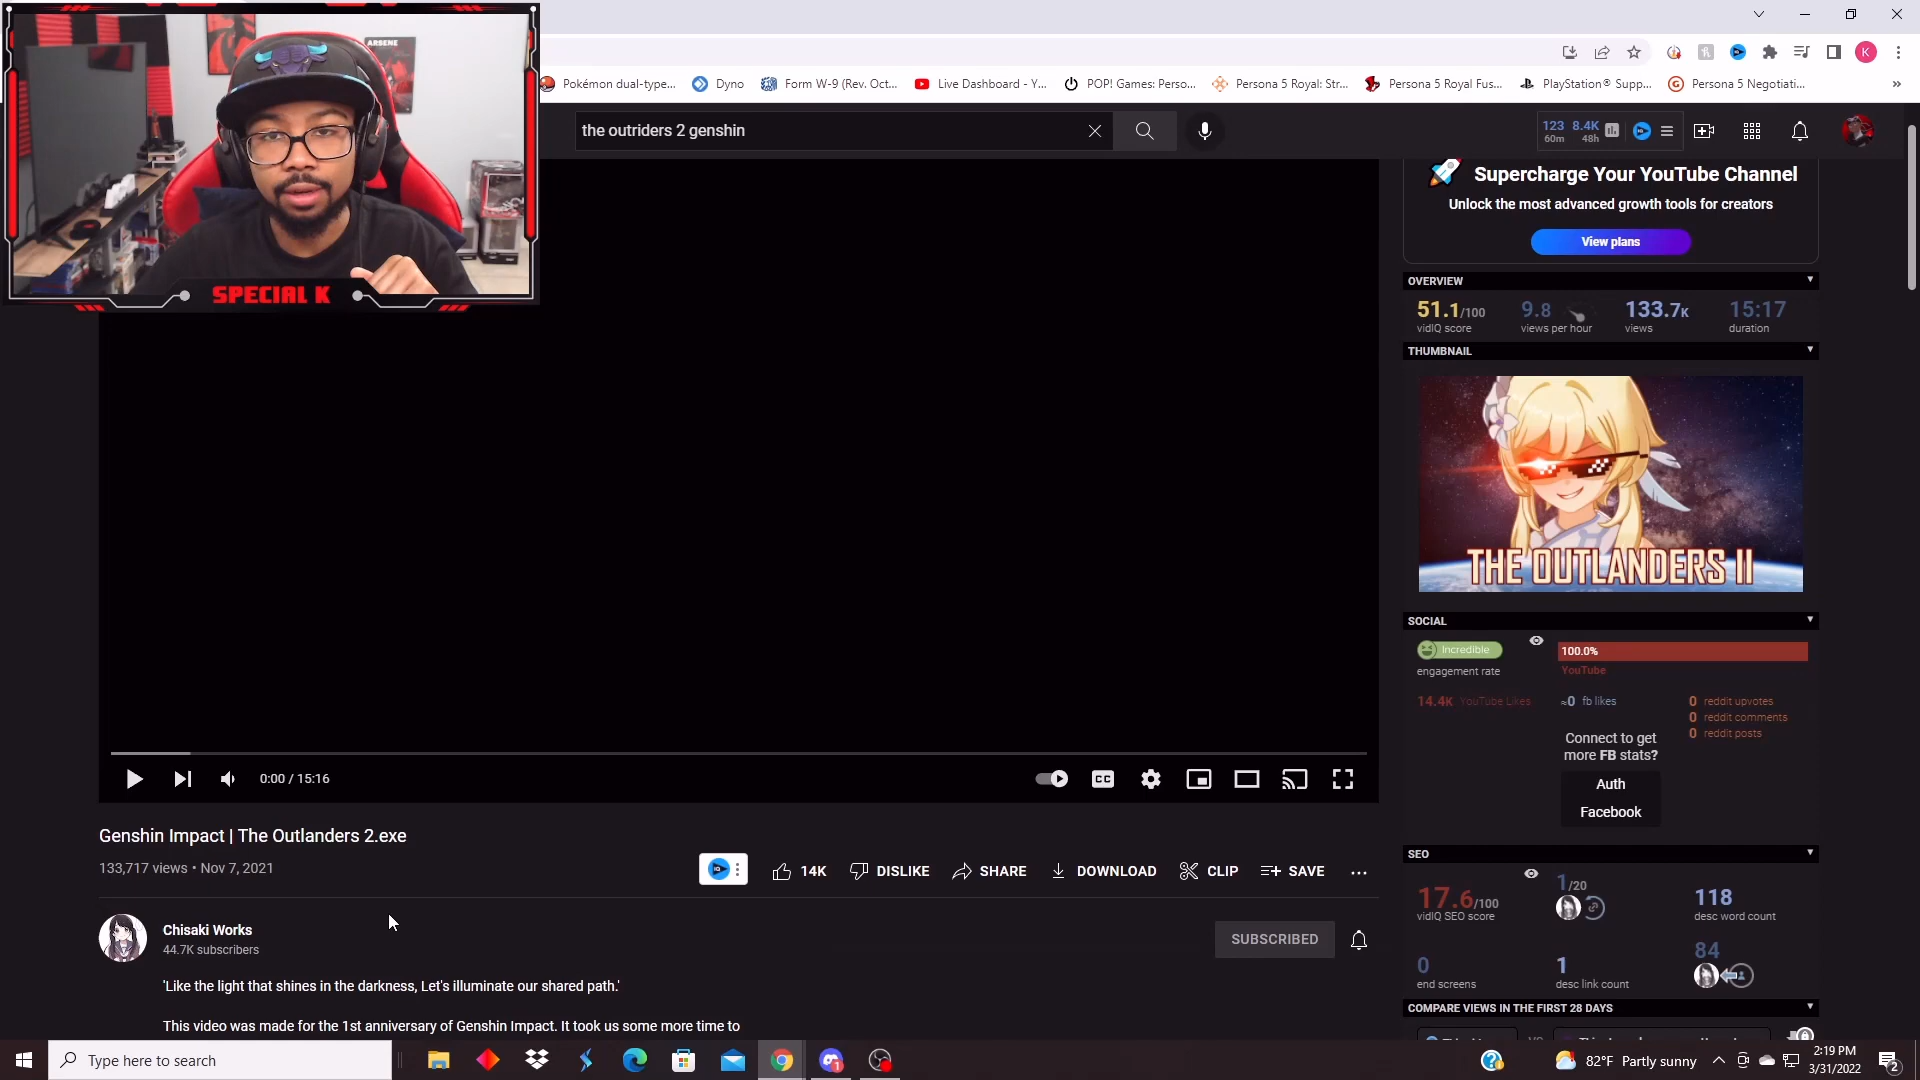 ARSENE
SPECIAL K
Pokémon dual-type...
Dyno
Form W-9 (Rev. Oct...
Live Dashboard - Y...
POP! Games: Perso...
Persona 5 Royal: Str...
Persona 5 Royal Fus...
PlayStation® Supp...
Persona 5 Negotiati...
»
K
the outriders 2 genshin
123 8.4K
60m 48h
Supercharge Your YouTube Channel
Unlock the most advanced growth tools for creators
View plans
OVERVIEW
51.1/100 9.8 133.7K 15:17
vidIQ score views per hour views duration
THUMBNAIL
THE OUTLANDERS II
SOCIAL
Incredible
engagement rate
100.0%
YouTube
14.4K YouTube Likes
≈0 fb likes
0 reddit upvotes
0 reddit comments
0 reddit posts
Connect to get
more FB stats?
Auth
Facebook
SEO
17.6/100
vidIQ SEO score
1/20
118
desc word count
0
end screens
1
desc link count
84
COMPARE VIEWS IN THE FIRST 28 DAYS
0:00 / 15:16
CC
Genshin Impact | The Outlanders 2.exe
133,717 views • Nov 7, 2021
14K DISLIKE SHARE DOWNLOAD CLIP SAVE ...
Chisaki Works
44.7K subscribers
SUBSCRIBED
'Like the light that shines in the darkness, Let's illuminate our shared path.'
This video was made for the 1st anniversary of Genshin Impact. It took us some more time to
Type here to search
1
82°F Partly sunny
2:19 PM
3/31/2022
2